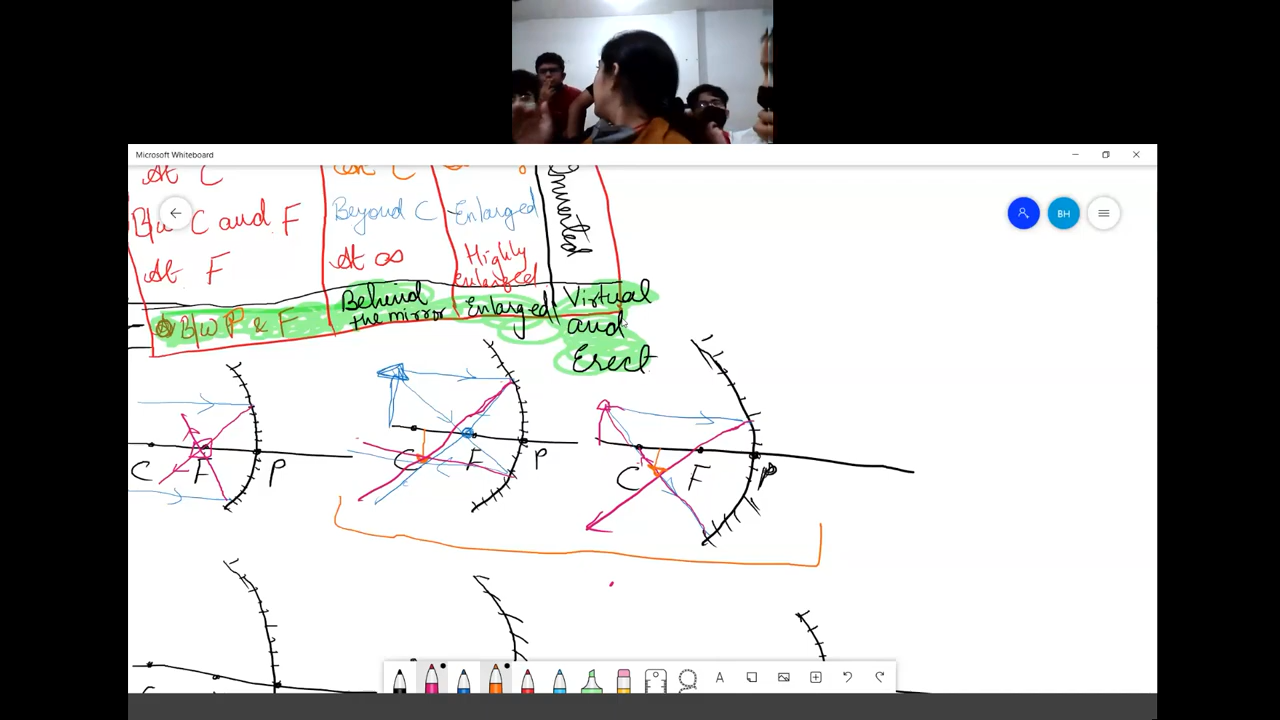 Microsoft Whiteboard
At C
At C
B/w C and F
Beyond C
Enlarged
Inverted
At F
At ∞
Highly
Enlarged
B/w P & F
Behind
the mirror
Enlarged
Virtual
and
Erect
BH
C
F
P
C
F
P
C
F
P
A